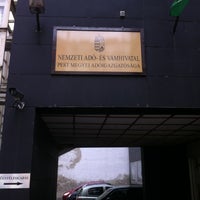 NEMZETI ADÓ- ÉS VÁMHIVATAL
PEST MEGYEI ADÓIGAZGATÓSÁGA